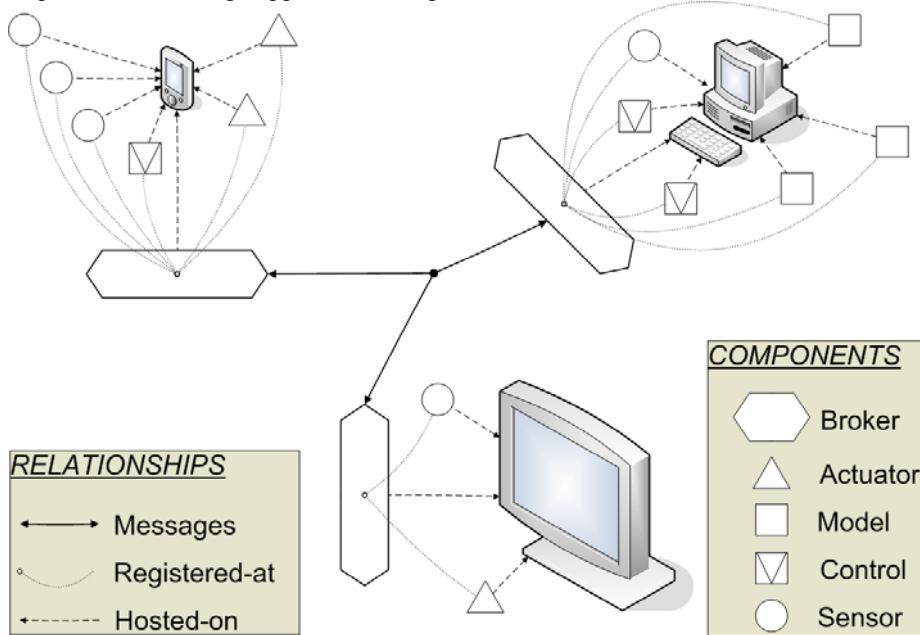 COMPONENTS
Broker
Actuator
Model
Control
Sensor
RELATIONSHIPS
Messages
Registered-at
Hosted-on